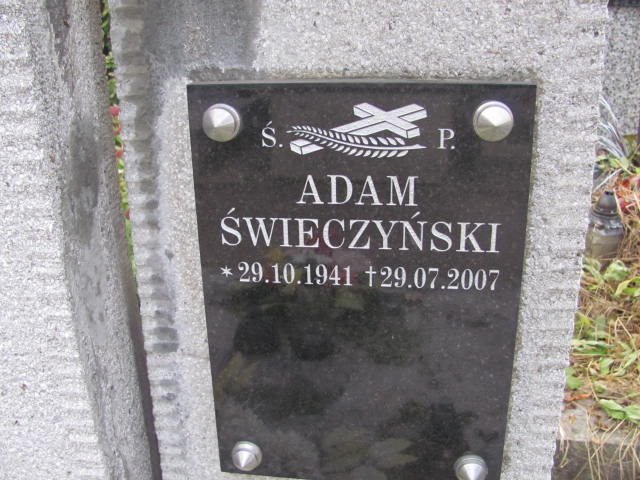 Ś. P.
ADAM
ŚWIECZYŃSKI
* 29.10.1941 † 29.07.2007